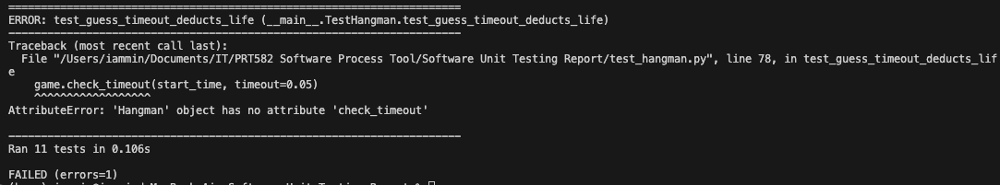 ======================================================================
ERROR: test_guess_timeout_deducts_life (__main__.TestHangman.test_guess_timeout_deducts_life)
----------------------------------------------------------------------
Traceback (most recent call last):
  File "/Users/iammin/Documents/IT/PRT582 Software Process Tool/Software Unit Testing Report/test_hangman.py", line 78, in test_guess_timeout_deducts_lif
e
    game.check_timeout(start_time, timeout=0.05)
    ^^^^^^^^^^^^^^^^^^
AttributeError: 'Hangman' object has no attribute 'check_timeout'
----------------------------------------------------------------------
Ran 11 tests in 0.106s
FAILED (errors=1)